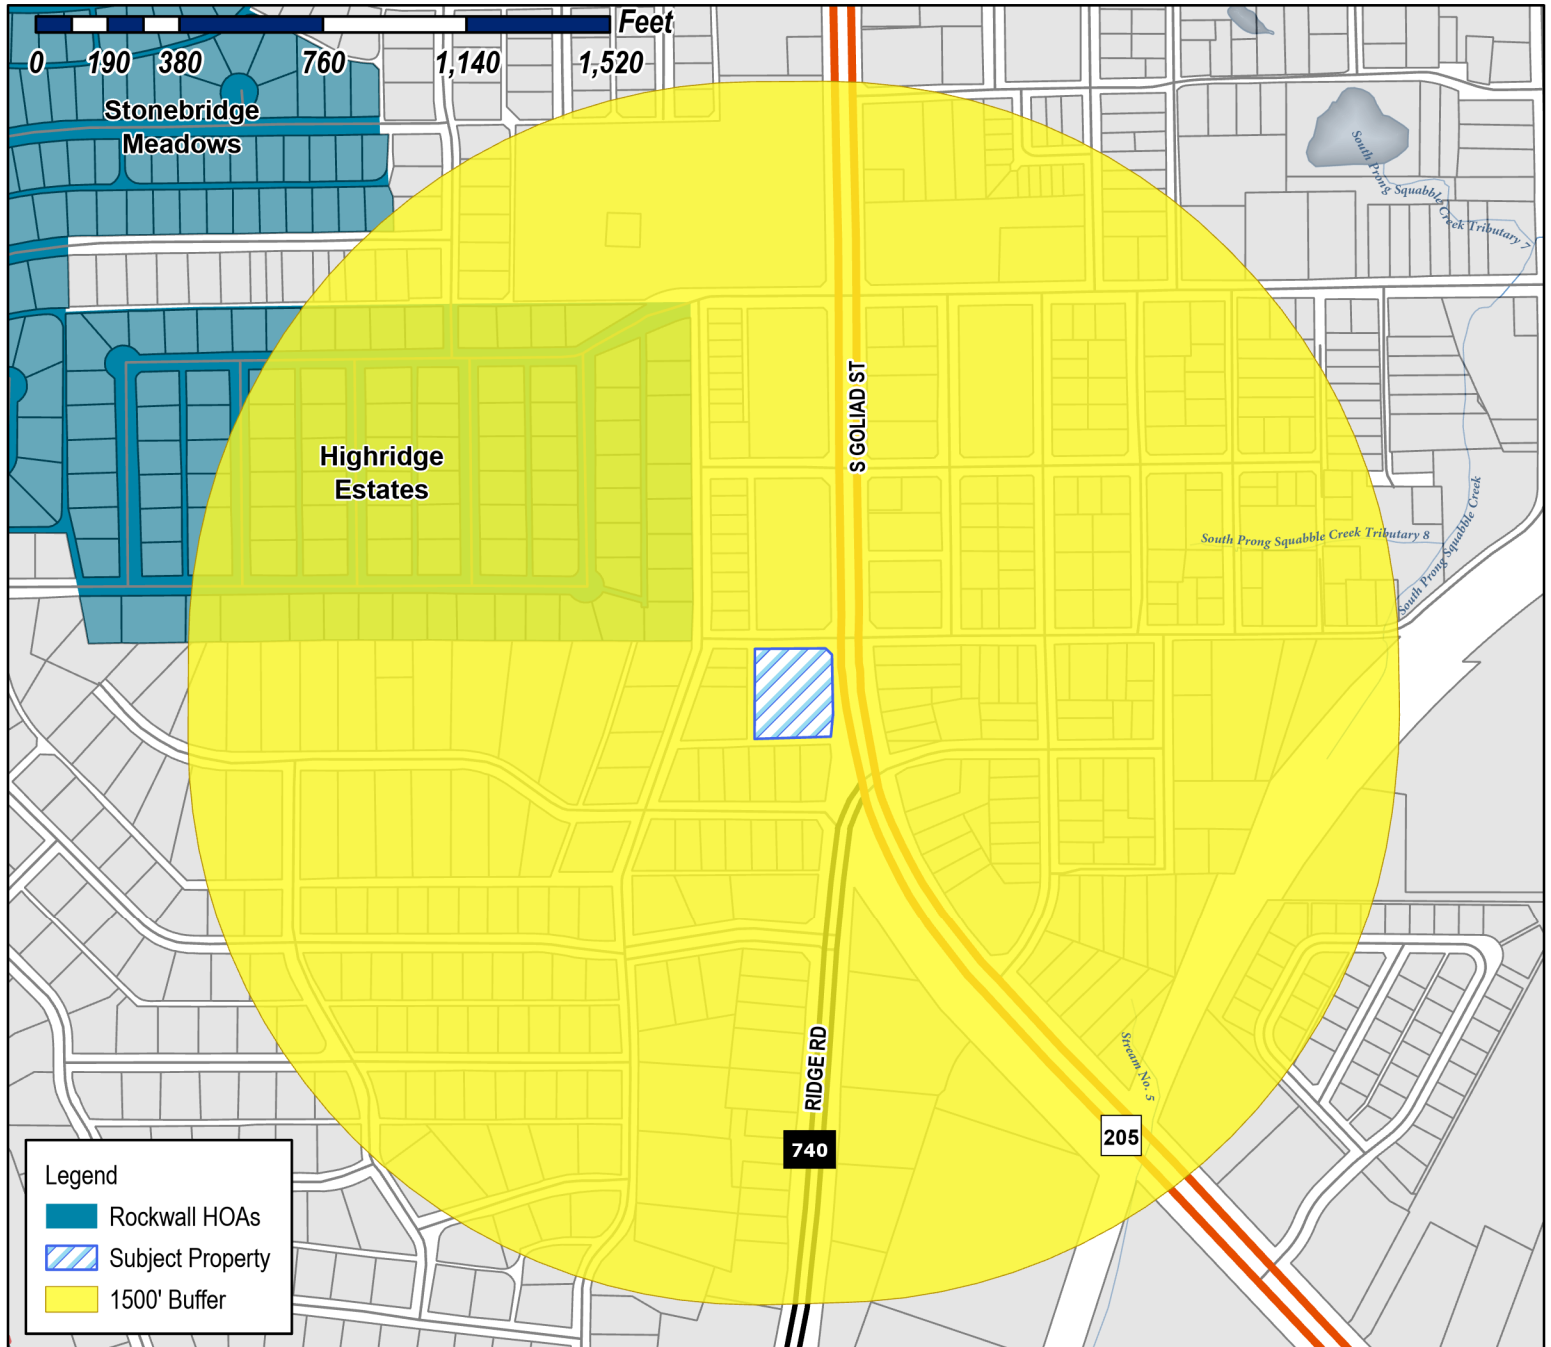 Feet
0 190 380 760 1,140 1,520
Stonebridge
Meadows
South Prong Squabble Creek Tributary 7
S GOLIAD ST
Highridge
Estates
South Prong Squabble Creek Tributary 8
South Prong Squabble Creek
Stream No. 5
RIDGE RD
740
205
Legend
Rockwall HOAs
Subject Property
1500' Buffer